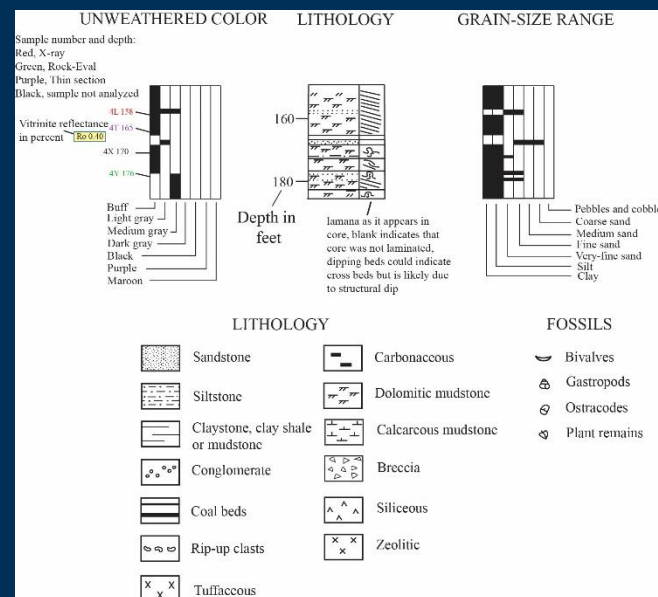 UNWEATHERED COLOR
LITHOLOGY
GRAIN-SIZE RANGE
Sample number and depth:
Red, X-ray
Green, Rock-Eval
Purple, Thin section
Black, sample not analyzed
4L 158
4T 165
Vitrinite reflectance
in percent
Ro 0.40
4X 170
4Y 176
Buff
Light gray
Medium gray
Dark gray
Black
Purple
Maroon
160
180
Depth in
feet
lamana as it appears in
core, blank indicates that
core was not laminated,
dipping beds could indicate
cross beds but is likely due
to structural dip
Pebbles and cobble
Coarse sand
Medium sand
Fine sand
Very-fine sand
Silt
Clay
LITHOLOGY
Sandstone
Siltstone
Claystone, clay shale
or mudstone
Conglomerate
Coal beds
Rip-up clasts
Tuffaceous
Carbonaceous
Dolomitic mudstone
Calcareous mudstone
Breccia
Siliceous
Zeolitic
FOSSILS
Bivalves
Gastropods
Ostracodes
Plant remains